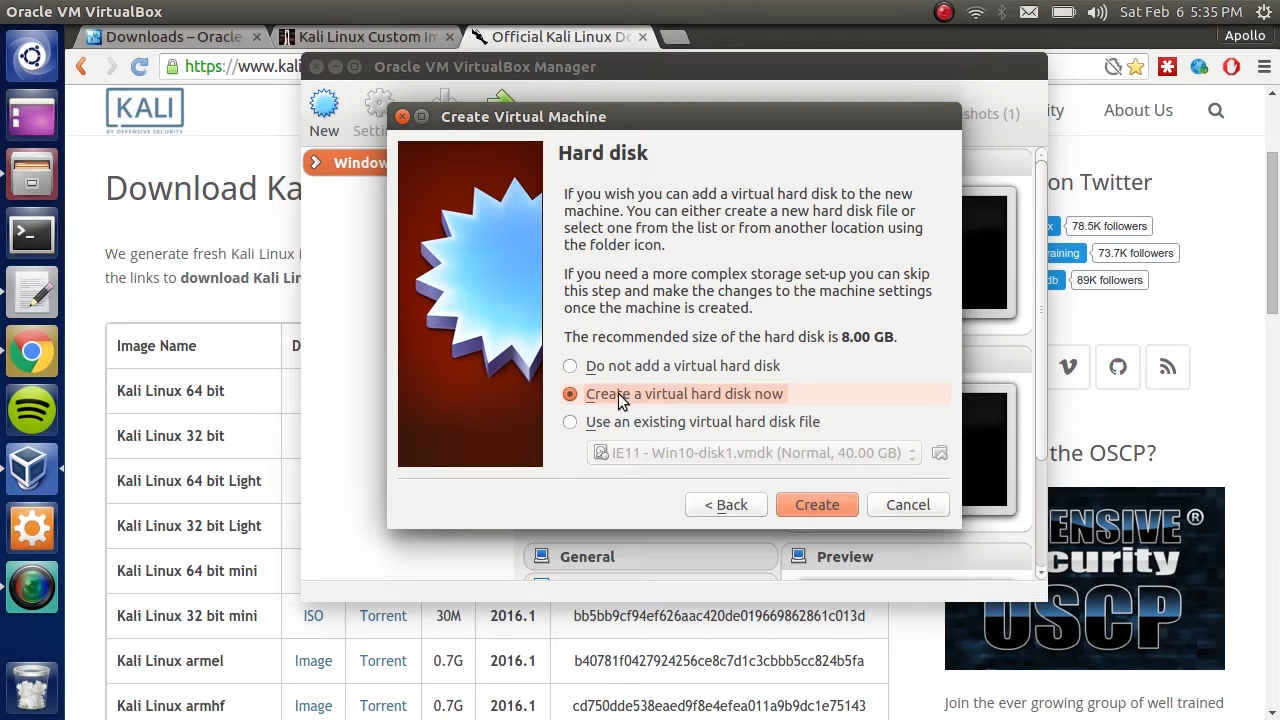 Oracle VM VirtualBox
Sat Feb 6 5:35 PM
Downloads – Oracle
Kali Linux Custom Im
Official Kali Linux Do
Apollo
https://www.kali
Oracle VM VirtualBox Manager
KALI
BY OFFENSIVE SECURITY
New
Setti
shots (1)
ity
About Us
Window
Create Virtual Machine
Hard disk
If you wish you can add a virtual hard disk to the new
machine. You can either create a new hard disk file or
select one from the list or from another location using
the folder icon.
If you need a more complex storage set-up you can skip
this step and make the changes to the machine settings
once the machine is created.
The recommended size of the hard disk is 8.00 GB.
Do not add a virtual hard disk
Create a virtual hard disk now
Use an existing virtual hard disk file
IE11 - Win10-disk1.vmdk (Normal, 40.00 GB)
< Back
Create
Cancel
General
Preview
Download Ka
We generate fresh Kali Linux i
the links to download Kali Lin
Image Name
D
Kali Linux 64 bit
Kali Linux 32 bit
Kali Linux 64 bit Light
Kali Linux 32 bit Light
Kali Linux 64 bit mini
Kali Linux 32 bit mini ISO Torrent 30M 2016.1 bb5bb9cf94ef626aac420de019669862861c013d
Kali Linux armel Image Torrent 0.7G 2016.1 b40781f0427924256ce8c7d1c3cbbb5cc824b5fa
Kali Linux armhf Image Torrent 0.7G 2016.1 cd750dde538eaed9f8e4efea011a9b9dc1e75143
on Twitter
x 78.5K followers
raining 73.7K followers
db 89K followers
the OSCP?
ENSIVE®
curity
OSCP
Join the ever growing group of well trained